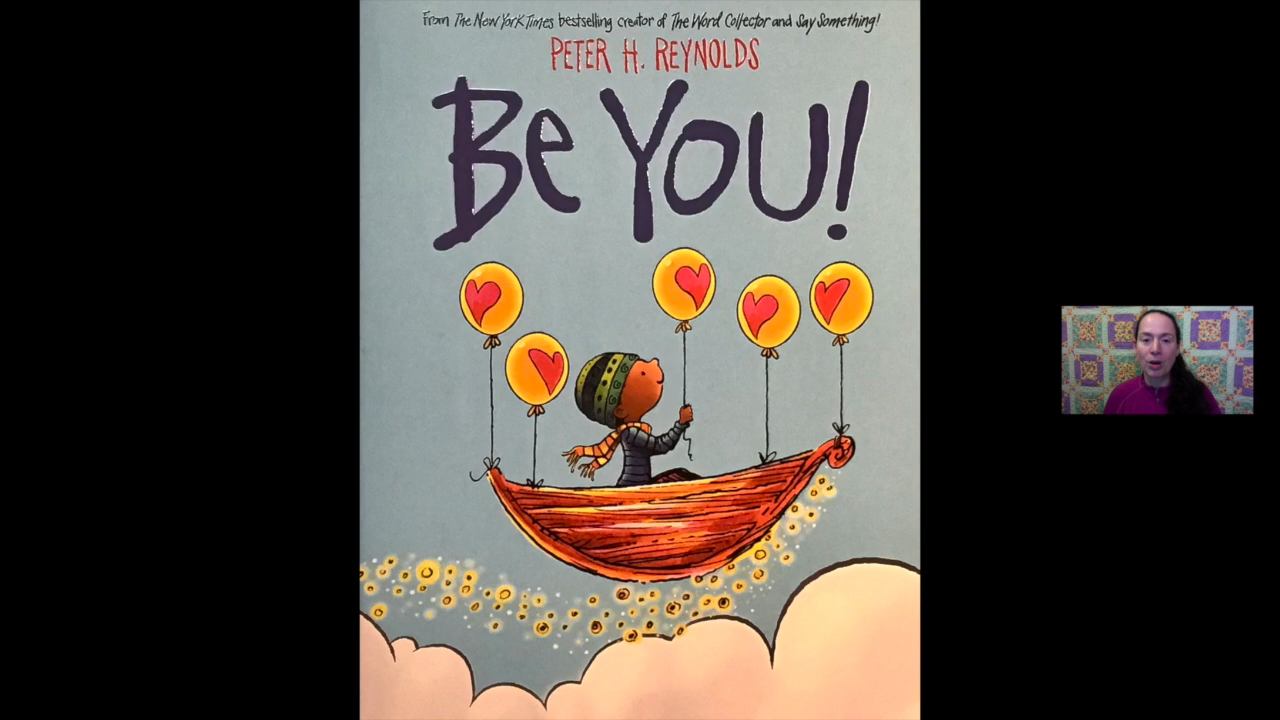 From The New York Times bestselling creator of The Word Collector and Say Something!
PETER H. REYNOLDS
Be You!